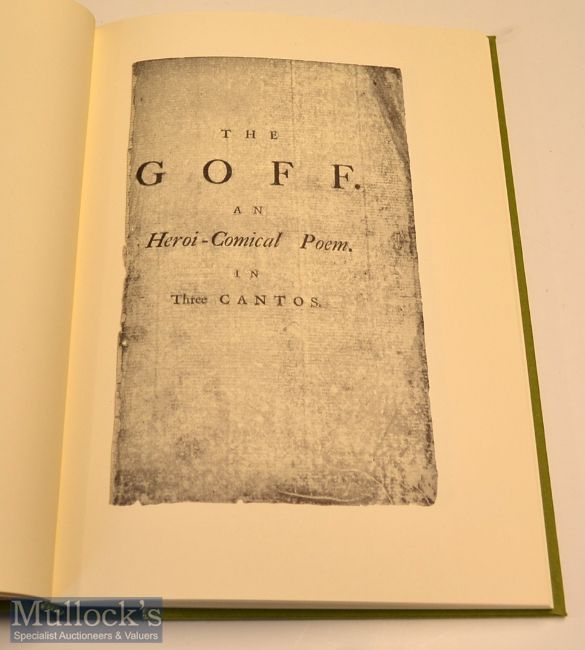 THE
GOFF.
AN
Heroi-Comical Poem.
IN
Three CANTOS.
Mullock's
Specialist Auctioneers & Valuers